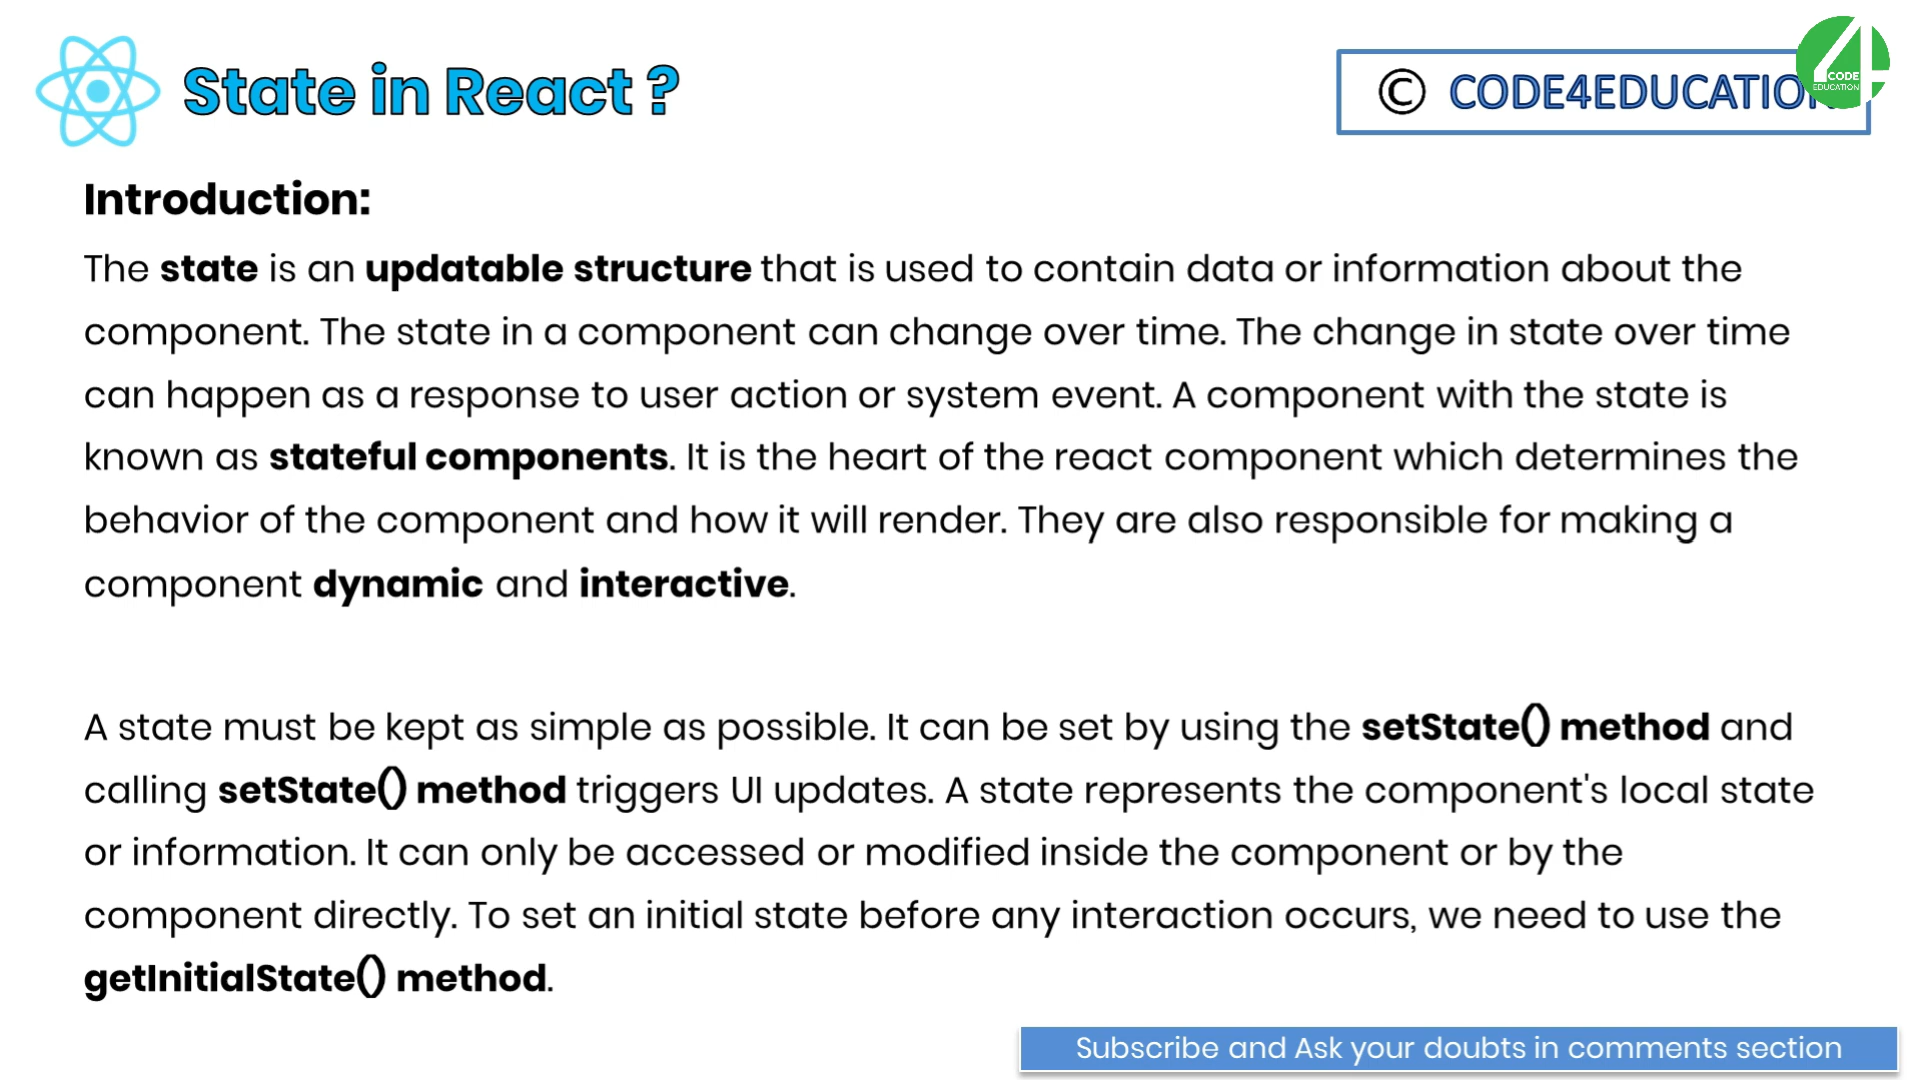 State in React ?
© CODE4EDUCATION
CODE
EDUCATION
Introduction:
The state is an updatable structure that is used to contain data or information about the
component. The state in a component can change over time. The change in state over time
can happen as a response to user action or system event. A component with the state is
known as stateful components. It is the heart of the react component which determines the
behavior of the component and how it will render. They are also responsible for making a
component dynamic and interactive.
A state must be kept as simple as possible. It can be set by using the setState() method and
calling setState() method triggers UI updates. A state represents the component's local state
or information. It can only be accessed or modified inside the component or by the
component directly. To set an initial state before any interaction occurs, we need to use the
getInitialState() method.
Subscribe and Ask your doubts in comments section